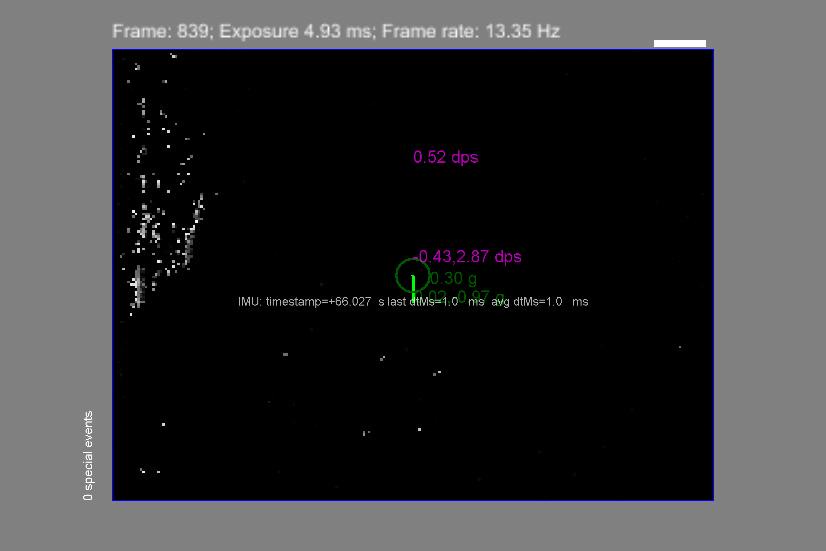 Frame: 839; Exposure 4.93 ms; Frame rate: 13.35 Hz
0.52 dps
-0.43,2.87 dps
0.30 g
IMU: timestamp=+66.027 s last dtMs=1.0 ms avg dtMs=1.0 ms
0 special events